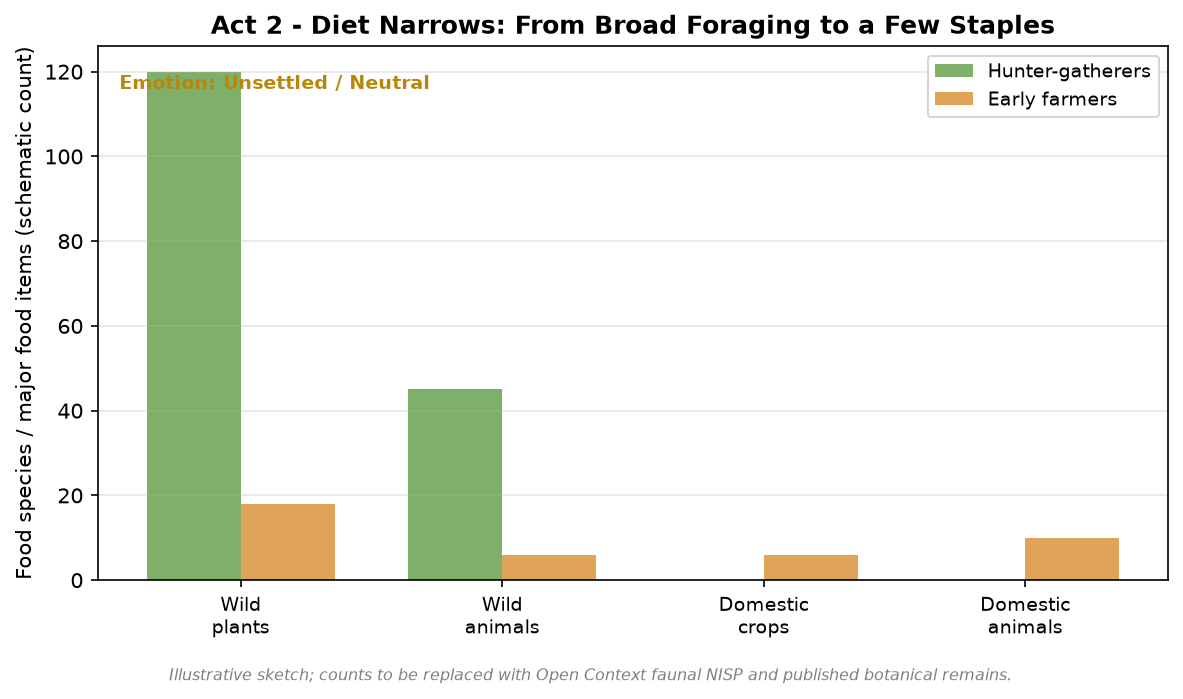 Act 2 - Diet Narrows: From Broad Foraging to a Few Staples
Food species / major food items (schematic count)
120
100
80
60
40
20
0
Emotion: Unsettled / Neutral
Hunter-gatherers
Early farmers
Wild
plants
Wild
animals
Domestic
crops
Domestic
animals
Illustrative sketch; counts to be replaced with Open Context faunal NISP and published botanical remains.